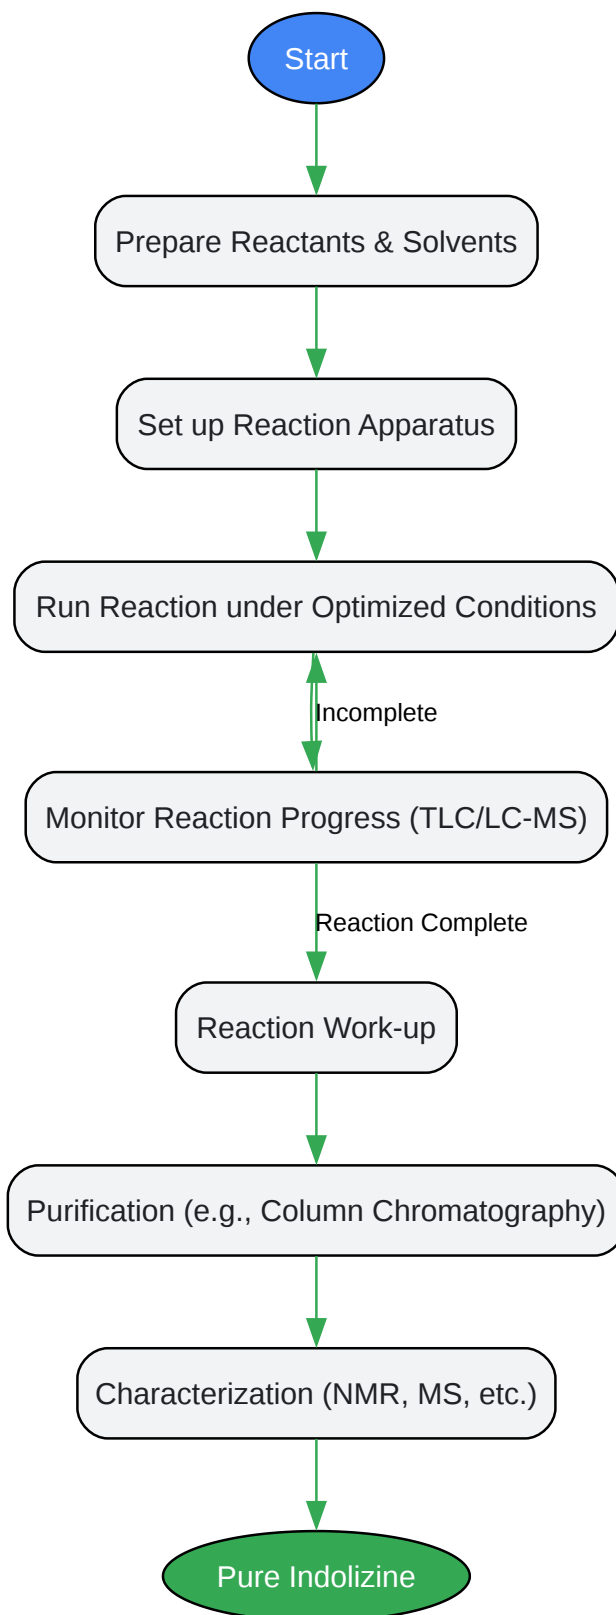 Start
Prepare Reactants & Solvents
Set up Reaction Apparatus
Run Reaction under Optimized Conditions
Incomplete
Monitor Reaction Progress (TLC/LC-MS)
Reaction Complete
Reaction Work-up
Purification (e.g., Column Chromatography)
Characterization (NMR, MS, etc.)
Pure Indolizine